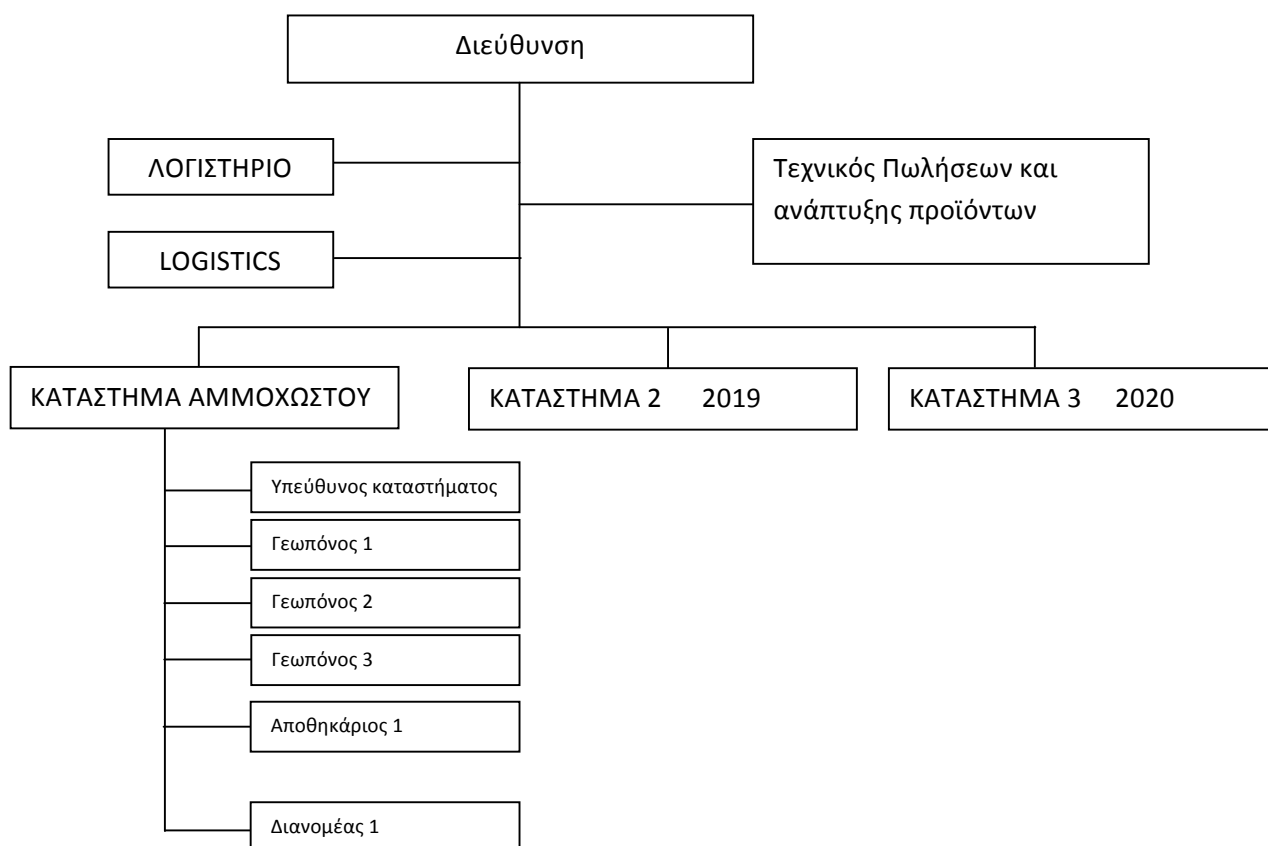 Διεύθυνση
ΛΟΓΙΣΤΗΡΙΟ
Τεχνικός Πωλήσεων και
ανάπτυξης προϊόντων
LOGISTICS
ΚΑΤΑΣΤΗΜΑ ΑΜΜΟΧΩΣΤΟΥ
ΚΑΤΑΣΤΗΜΑ 2 2019
ΚΑΤΑΣΤΗΜΑ 3 2020
Υπεύθυνος καταστήματος
Γεωπόνος 1
Γεωπόνος 2
Γεωπόνος 3
Αποθηκάριος 1
Διανομέας 1